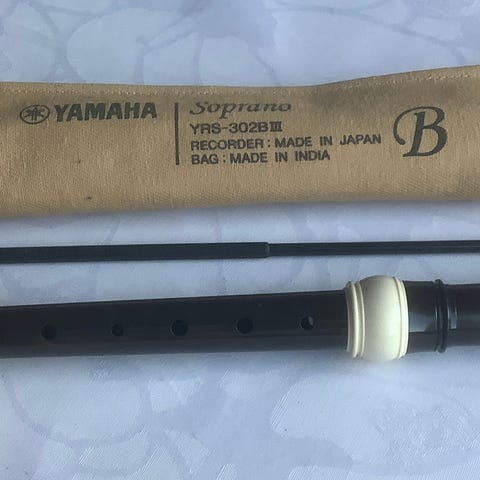 YAMAHA
Soprano
YRS-302BIII
RECORDER : MADE IN JAPAN
BAG : MADE IN INDIA
B